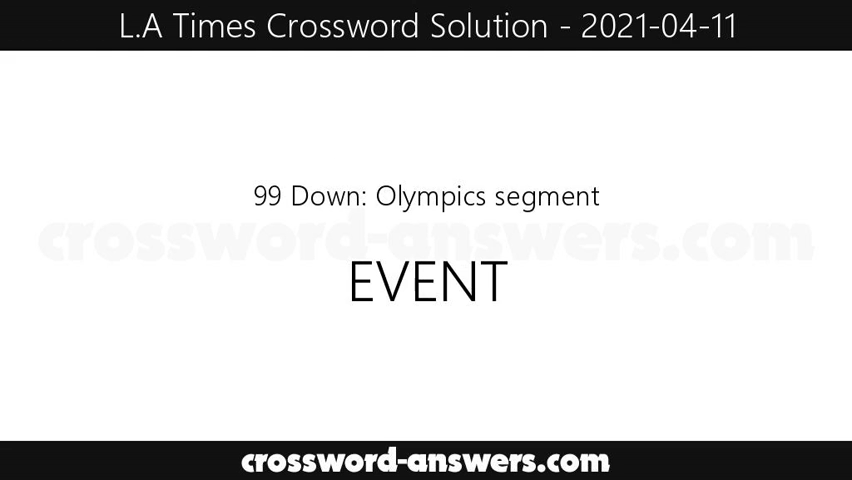 L.A Times Crossword Solution - 2021-04-11
99 Down: Olympics segment
crossword-answers.com
EVENT
crossword-answers.com